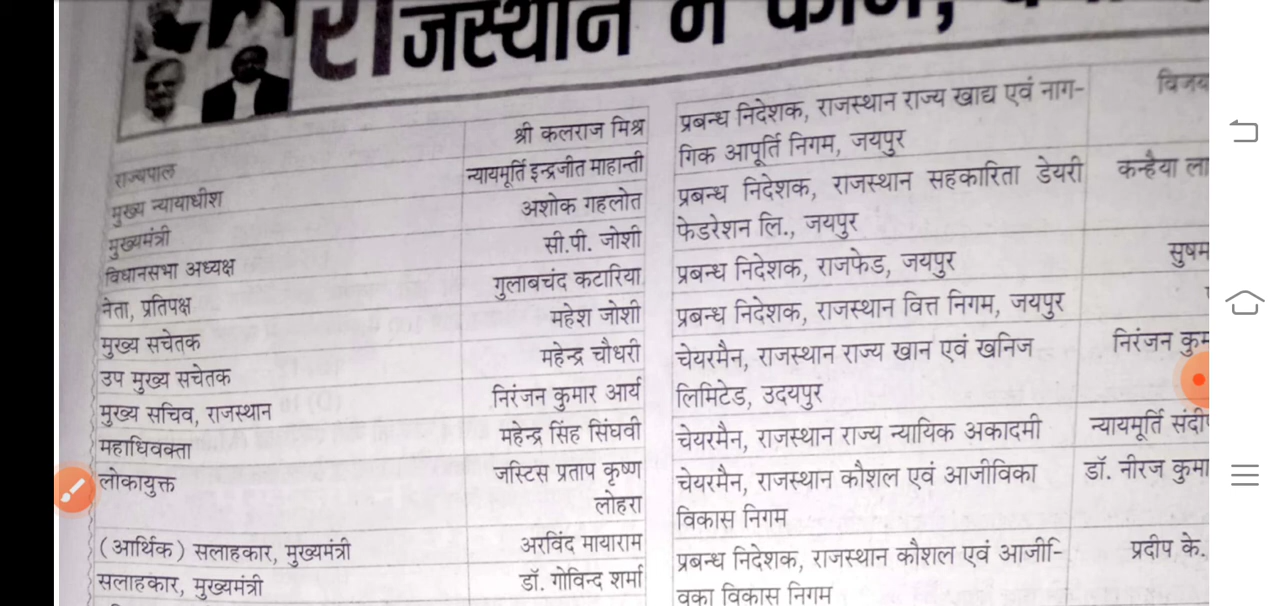 राजस्थान में कौन,
राज्यपाल श्री कलराज मिश्र
मुख्य न्यायाधीश न्यायमूर्ति इन्द्रजीत माहान्ती
मुख्यमंत्री अशोक गहलोत
विधानसभा अध्यक्ष सी.पी. जोशी
नेता, प्रतिपक्ष गुलाबचंद कटारिया
मुख्य सचेतक महेश जोशी
उप मुख्य सचेतक महेन्द्र चौधरी
मुख्य सचिव, राजस्थान निरंजन कुमार आर्य
महाधिवक्ता महेन्द्र सिंह सिंघवी
लोकायुक्त जस्टिस प्रताप कृष्ण
लोहरा
(आर्थिक) सलाहकार, मुख्यमंत्री अरविंद मायाराम
सलाहकार, मुख्यमंत्री डॉ. गोविन्द शर्मा
प्रबन्ध निदेशक, राजस्थान राज्य खाद्य एवं नाग- विजय
गिक आपूर्ति निगम, जयपुर
प्रबन्ध निदेशक, राजस्थान सहकारिता डेयरी कन्हैया ला
फेडरेशन लि., जयपुर
प्रबन्ध निदेशक, राजफेड, जयपुर सुषम
प्रबन्ध निदेशक, राजस्थान वित्त निगम, जयपुर
चेयरमैन, राजस्थान राज्य खान एवं खनिज निरंजन कुम
लिमिटेड, उदयपुर
चेयरमैन, राजस्थान राज्य न्यायिक अकादमी न्यायमूर्ति संदीप
चेयरमैन, राजस्थान कौशल एवं आजीविका डॉ. नीरज कुमा
विकास निगम
प्रबन्ध निदेशक, राजस्थान कौशल एवं आजीि- प्रदीप के.
वका विकास निगम